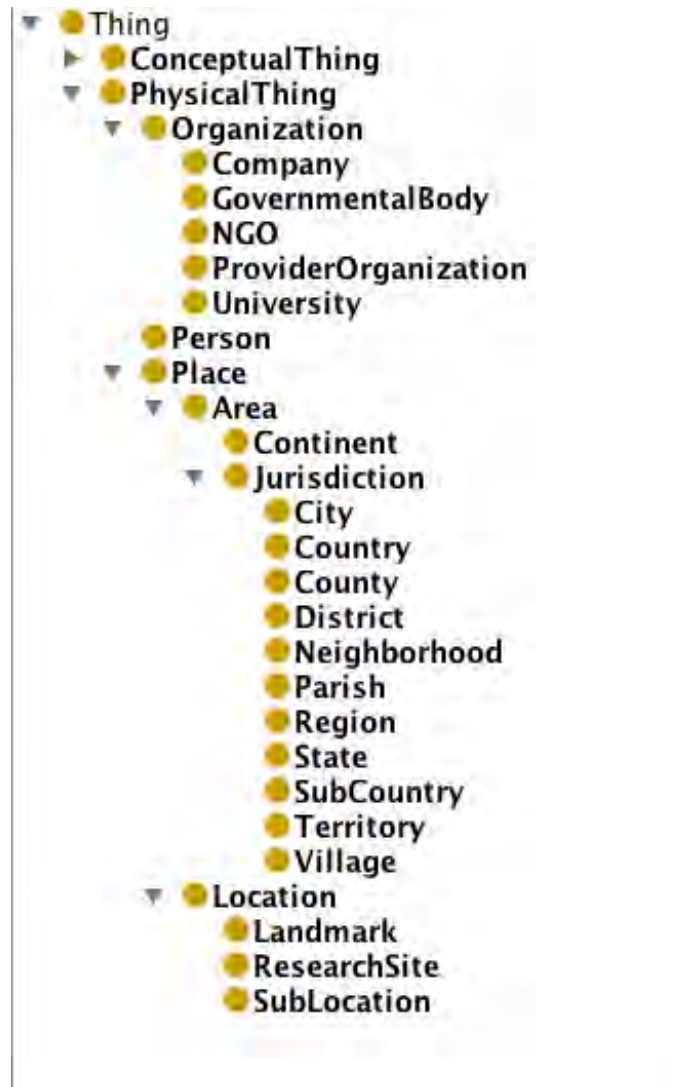 Thing
ConceptualThing
PhysicalThing
Organization
Company
GovernmentalBody
NGO
ProviderOrganization
University
Person
Place
Area
Continent
Jurisdiction
City
Country
County
District
Neighborhood
Parish
Region
State
SubCountry
Territory
Village
Location
Landmark
ResearchSite
SubLocation